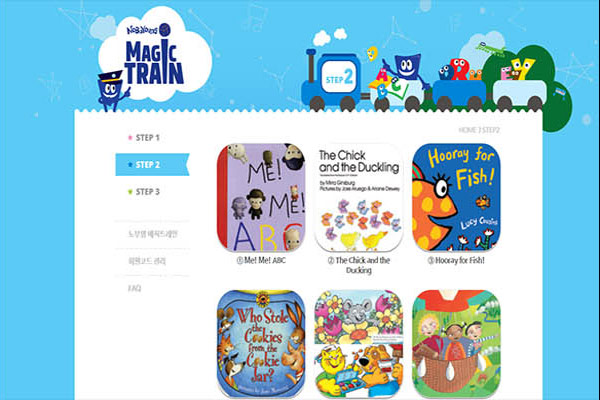 MAGIC
TRAIN
STEP 2
HOME > STEP2
STEP 1
STEP 2
STEP 3
노부영 매직트레인
회원코드 관리
FAQ
ME!
ME!
ABC
The Chick
and the
Duckling
by Mirra Ginsburg
Pictures by Jose Aruego & Ariane Dewey
Hooray for
Fish!
Lucy Cousins
① Me! Me! ABC
② The Chick and the
Ducking
③ Hooray for Fish!
Who Stole
the
Cookies
from the
Cookie
Jar?